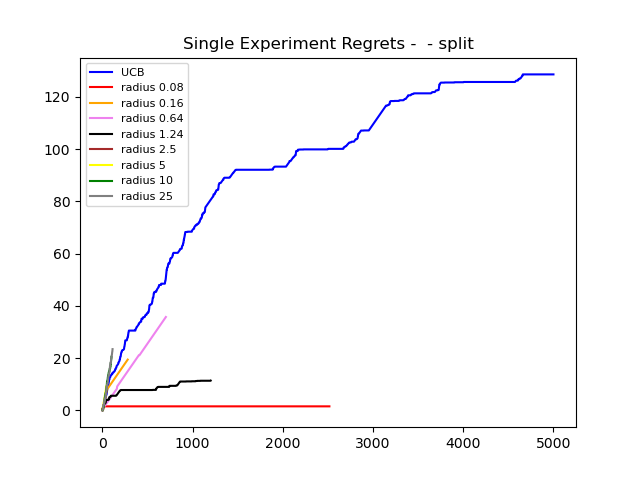 Single Experiment Regrets -  - split
UCB
radius 0.08
radius 0.16
radius 0.64
radius 1.24
radius 2.5
radius 5
radius 10
radius 25
120
100
80
60
40
20
0
0 1000 2000 3000 4000 5000